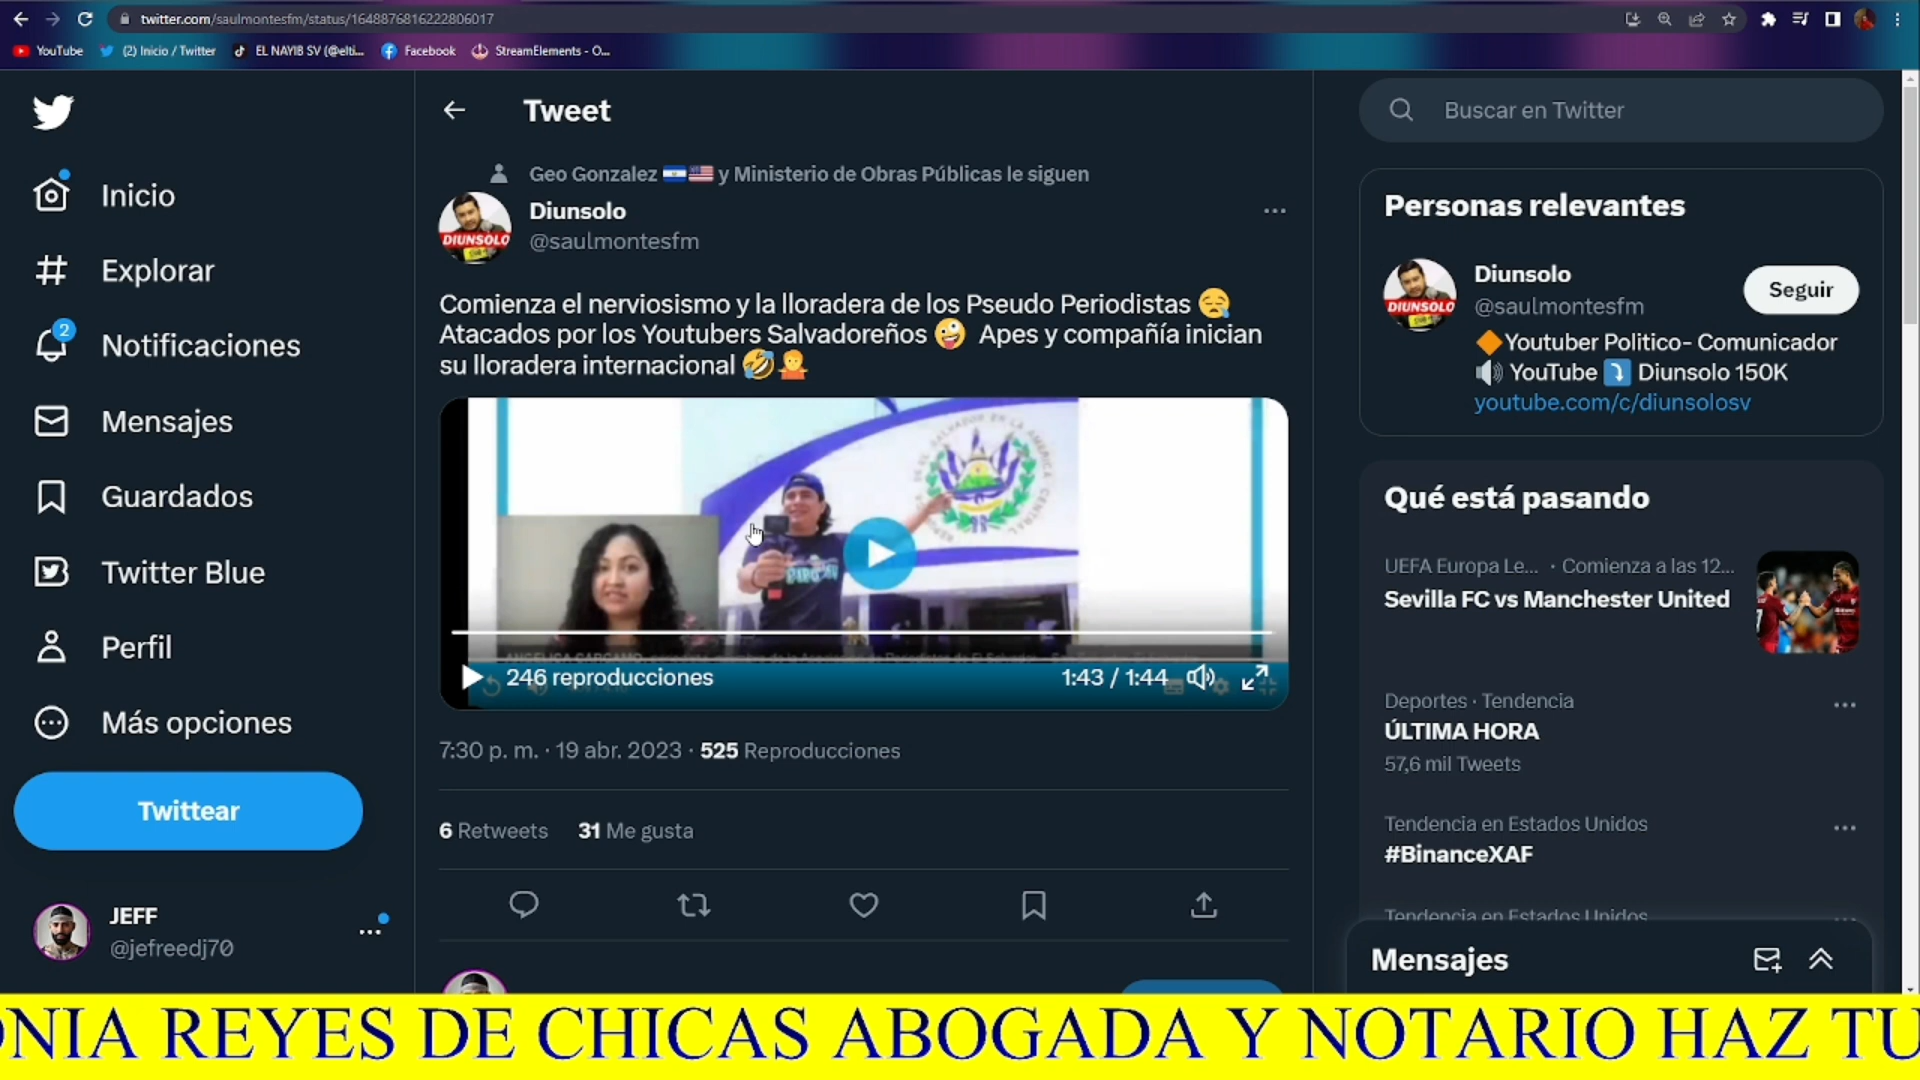 twitter.com/saulmontesfm/status/1648876816222806017
YouTube
(2) Inicio / Twitter
EL NAYIB SV (@elti...
Facebook
StreamElements - O...
Tweet
Buscar en Twitter
Geo Gonzalez y Ministerio de Obras Públicas le siguen
Diunsolo
@saulmontesfm
DIUNSOLO
Inicio
Explorar
2
Notificaciones
Mensajes
Guardados
Twitter Blue
Perfil
Más opciones
Twittear
JEFF
@jefreedj70
Comienza el nerviosismo y la lloradera de los Pseudo Periodistas
Atacados por los Youtubers Salvadoreños Apes y compañía inician
su lloradera internacional
246 reproducciones
1:43 / 1:44
7:30 p. m. · 19 abr. 2023 · 525 Reproducciones
6 Retweets 31 Me gusta
Personas relevantes
Diunsolo
@saulmontesfm
DIUNSOLO
Seguir
Youtuber Politico- Comunicador
YouTube Diunsolo 150K
youtube.com/c/diunsolosv
Qué está pasando
UEFA Europa Le... · Comienza a las 12...
Sevilla FC vs Manchester United
Deportes · Tendencia
ÚLTIMA HORA
57,6 mil Tweets
Tendencia en Estados Unidos
#BinanceXAF
Tendencia en Estados Unidos
Mensajes
ONIA REYES DE CHICAS ABOGADA Y NOTARIO HAZ TU